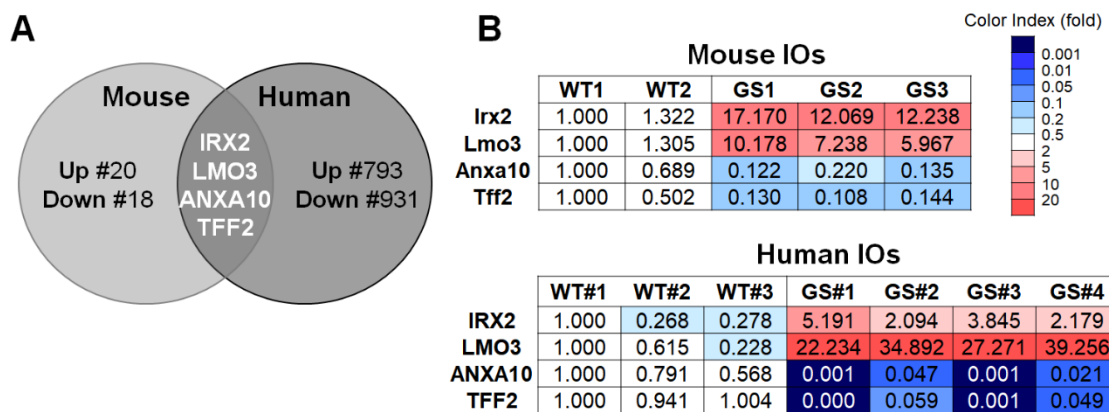 A
Mouse
Human
IRX2
LMO3
ANXA10
TFF2
Up #20
Down #18
Up #793
Down #931
B
Color Index (fold)
0.001
0.01
0.05
0.1
0.2
0.5
2
5
10
20
Mouse IOs
WT1 WT2 GS1 GS2 GS3
Irx2 1.000 1.322 17.170 12.069 12.238
Lmo3 1.000 1.305 10.178 7.238 5.967
Anxa10 1.000 0.689 0.122 0.220 0.135
Tff2 1.000 0.502 0.130 0.108 0.144
Human IOs
WT#1 WT#2 WT#3 GS#1 GS#2 GS#3 GS#4
IRX2 1.000 0.268 0.278 5.191 2.094 3.845 2.179
LMO3 1.000 0.615 0.228 22.234 34.892 27.271 39.256
ANXA10 1.000 0.791 0.568 0.001 0.047 0.001 0.021
TFF2 1.000 0.941 1.004 0.000 0.059 0.001 0.049